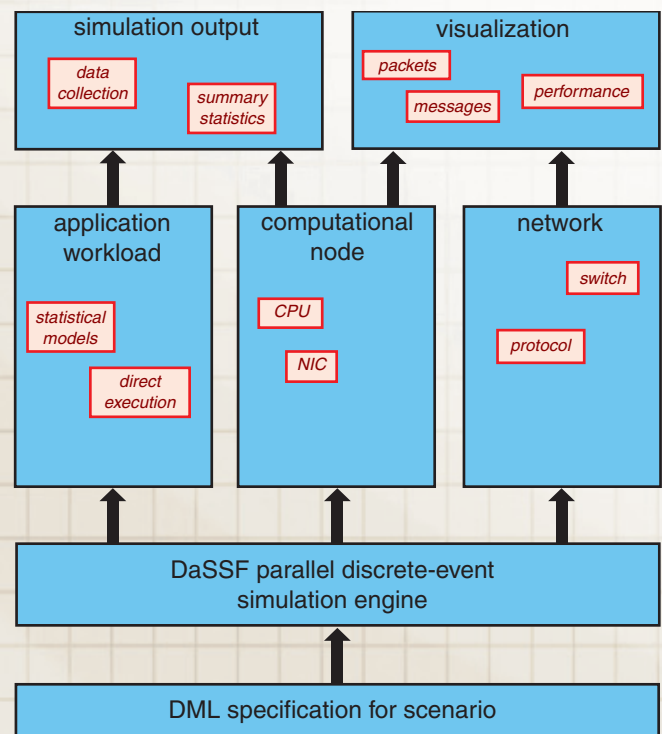 simulation output
data
collection
summary
statistics
visualization
packets
messages
performance
application
workload
statistical
models
direct
execution
computational
node
CPU
NIC
network
switch
protocol
DaSSF parallel discrete-event
simulation engine
DML specification for scenario